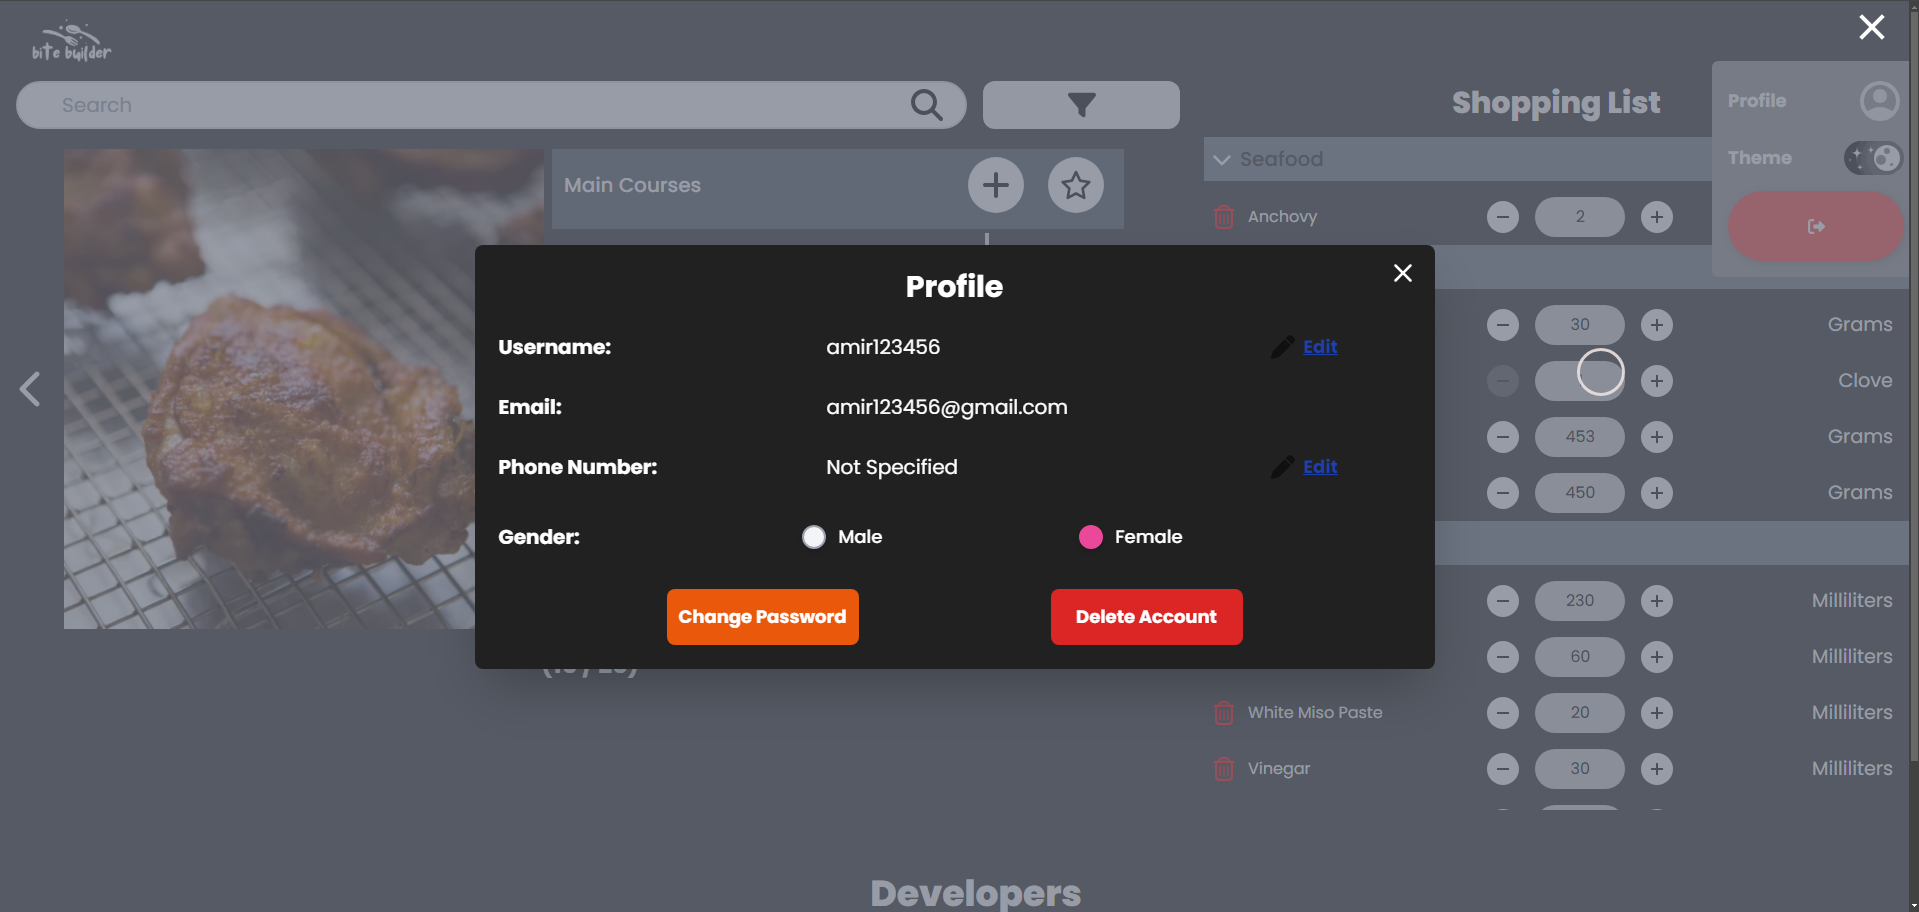 bite builder
Search
Shopping List
Profile
Theme
Seafood
Main Courses
Anchovy
2
Profile
Username:
amir123456
Edit
Email:
amir123456@gmail.com
Phone Number:
Not Specified
Edit
Gender:
Male
Female
Change Password
Delete Account
30
Grams
Clove
453
Grams
450
Grams
230
Milliliters
60
Milliliters
White Miso Paste
20
Milliliters
Vinegar
30
Milliliters
Developers